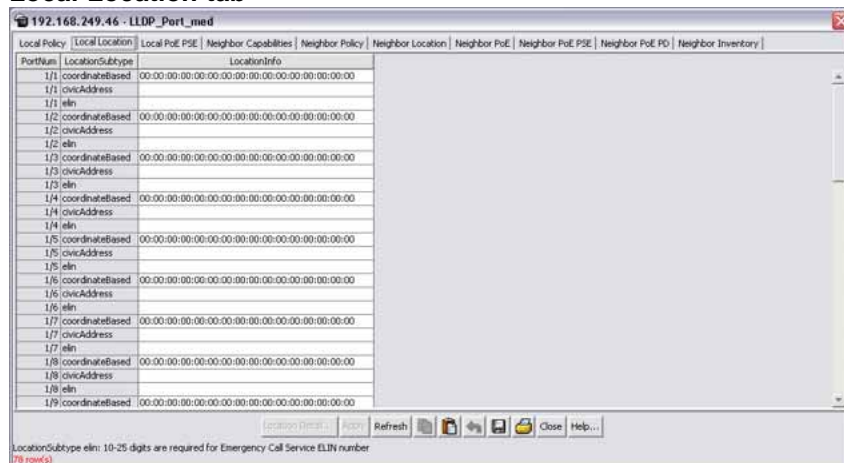 Local Location tab
192.168.249.46 - LLDP_Port_med
Local Policy Local Location Local PoE PSE Neighbor Capabilities Neighbor Policy Neighbor Location Neighbor PoE Neighbor PoE PSE Neighbor PoE PD Neighbor Inventory
PortNum LocationSubtype LocationInfo
1/1 coordinateBased 00:00:00:00:00:00:00:00:00:00:00:00:00:00:00:00
1/1 civicAddress
1/1 elin
1/2 coordinateBased 00:00:00:00:00:00:00:00:00:00:00:00:00:00:00:00
1/2 civicAddress
1/2 elin
1/3 coordinateBased 00:00:00:00:00:00:00:00:00:00:00:00:00:00:00:00
1/3 civicAddress
1/3 elin
1/4 coordinateBased 00:00:00:00:00:00:00:00:00:00:00:00:00:00:00:00
1/4 civicAddress
1/4 elin
1/5 coordinateBased 00:00:00:00:00:00:00:00:00:00:00:00:00:00:00:00
1/5 civicAddress
1/5 elin
1/6 coordinateBased 00:00:00:00:00:00:00:00:00:00:00:00:00:00:00:00
1/6 civicAddress
1/6 elin
1/7 coordinateBased 00:00:00:00:00:00:00:00:00:00:00:00:00:00:00:00
1/7 civicAddress
1/7 elin
1/8 coordinateBased 00:00:00:00:00:00:00:00:00:00:00:00:00:00:00:00
1/8 civicAddress
1/8 elin
1/9 coordinateBased 00:00:00:00:00:00:00:00:00:00:00:00:00:00:00:00
Location Detail... Apply Refresh Close Help...
LocationSubtype elin: 10-25 digits are required for Emergency Call Service ELIN number
78 row(s)